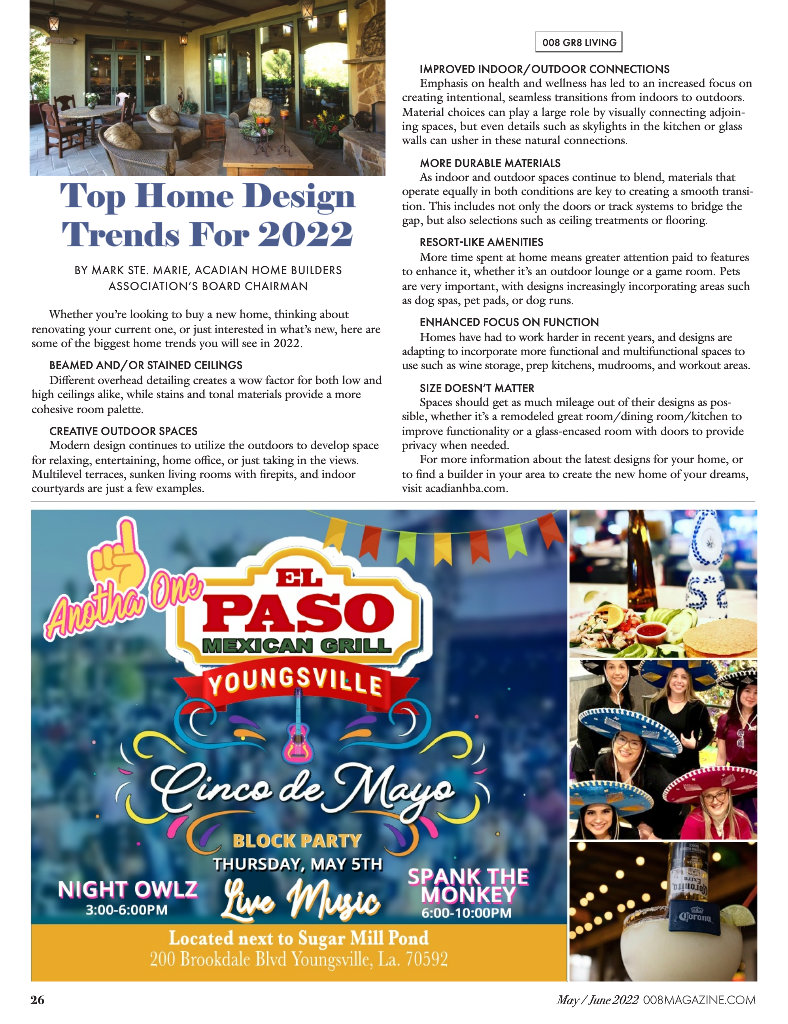 Top Home Design
Trends For 2022
BY MARK STE. MARIE, ACADIAN HOME BUILDERS
ASSOCIATION'S BOARD CHAIRMAN
Whether you're looking to buy a new home, thinking about
renovating your current one, or just interested in what's new, here are
some of the biggest home trends you will see in 2022.
BEAMED AND/OR STAINED CEILINGS
Different overhead detailing creates a wow factor for both low and
high ceilings alike, while stains and tonal materials provide a more
cohesive room palette.
CREATIVE OUTDOOR SPACES
Modern design continues to utilize the outdoors to develop space
for relaxing, entertaining, home office, or just taking in the views.
Multilevel terraces, sunken living rooms with firepits, and indoor
courtyards are just a few examples.
008 GR8 LIVING
IMPROVED INDOOR/OUTDOOR CONNECTIONS
Emphasis on health and wellness has led to an increased focus on
creating intentional, seamless transitions from indoors to outdoors.
Material choices can play a large role by visually connecting adjoin-
ing spaces, but even details such as skylights in the kitchen or glass
walls can usher in these natural connections.
MORE DURABLE MATERIALS
As indoor and outdoor spaces continue to blend, materials that
operate equally in both conditions are key to creating a smooth transi-
tion. This includes not only the doors or track systems to bridge the
gap, but also selections such as ceiling treatments or flooring.
RESORT-LIKE AMENITIES
More time spent at home means greater attention paid to features
to enhance it, whether it's an outdoor lounge or a game room. Pets
are very important, with designs increasingly incorporating areas such
as dog spas, pet pads, or dog runs.
ENHANCED FOCUS ON FUNCTION
Homes have had to work harder in recent years, and designs are
adapting to incorporate more functional and multifunctional spaces to
use such as wine storage, prep kitchens, mudrooms, and workout areas.
SIZE DOESN'T MATTER
Spaces should get as much mileage out of their designs as pos-
sible, whether it's a remodeled great room/dining room/kitchen to
improve functionality or a glass-encased room with doors to provide
privacy when needed.
For more information about the latest designs for your home, or
to find a builder in your area to create the new home of your dreams,
visit acadianhba.com.
Anotha One
EL
PASO
MEXICAN GRILL
YOUNGSVILLE
Cinco de Mayo
BLOCK PARTY
THURSDAY, MAY 5TH
NIGHT OWLZ
3:00-6:00PM
Live Music
SPANK THE
MONKEY
6:00-10:00PM
Located next to Sugar Mill Pond
200 Brookdale Blvd Youngsville, La. 70592
Corona
26
May / June 2022 008MAGAZINE.COM